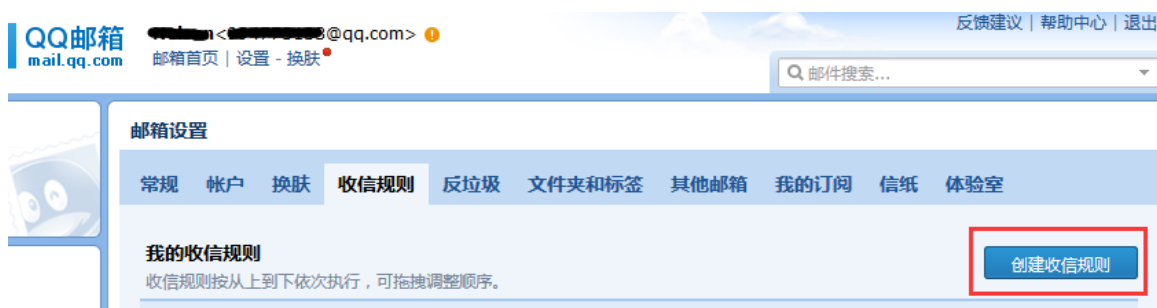 QQ邮箱
mail.qq.com
@qq.com>
邮箱首页 | 设置 - 换肤
反馈建议 | 帮助中心 | 退出
邮件搜索...
邮箱设置
常规 帐户 换肤 收信规则 反垃圾 文件夹和标签 其他邮箱 我的订阅 信纸 体验室
我的收信规则
收信规则按从上到下依次执行，可拖拽调整顺序。
创建收信规则